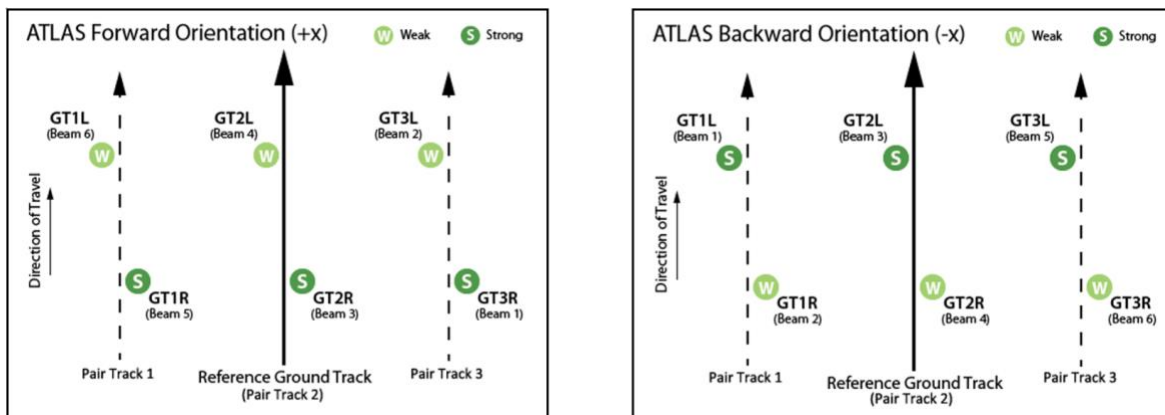 ATLAS Forward Orientation (+x)
W Weak
S Strong
GT1L
(Beam 6)
W
GT2L
(Beam 4)
W
GT3L
(Beam 2)
W
Direction of Travel
S
GT1R
(Beam 5)
S
GT2R
(Beam 3)
S
GT3R
(Beam 1)
Pair Track 1
Reference Ground Track
(Pair Track 2)
Pair Track 3
ATLAS Backward Orientation (-x)
W Weak
S Strong
GT1L
(Beam 1)
S
GT2L
(Beam 3)
S
GT3L
(Beam 5)
S
Direction of Travel
W
GT1R
(Beam 2)
W
GT2R
(Beam 4)
W
GT3R
(Beam 6)
Pair Track 1
Reference Ground Track
(Pair Track 2)
Pair Track 3